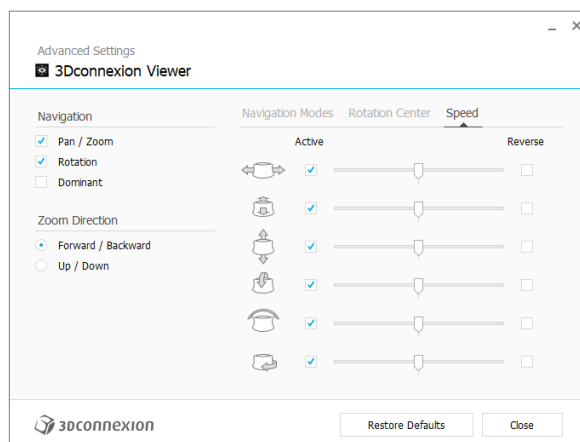 Advanced Settings
3Dconnexion Viewer
Navigation
Pan / Zoom
Rotation
Dominant
Zoom Direction
Forward / Backward
Up / Down
Navigation Modes Rotation Center Speed
Active Reverse
3Dconnexion
Restore Defaults Close